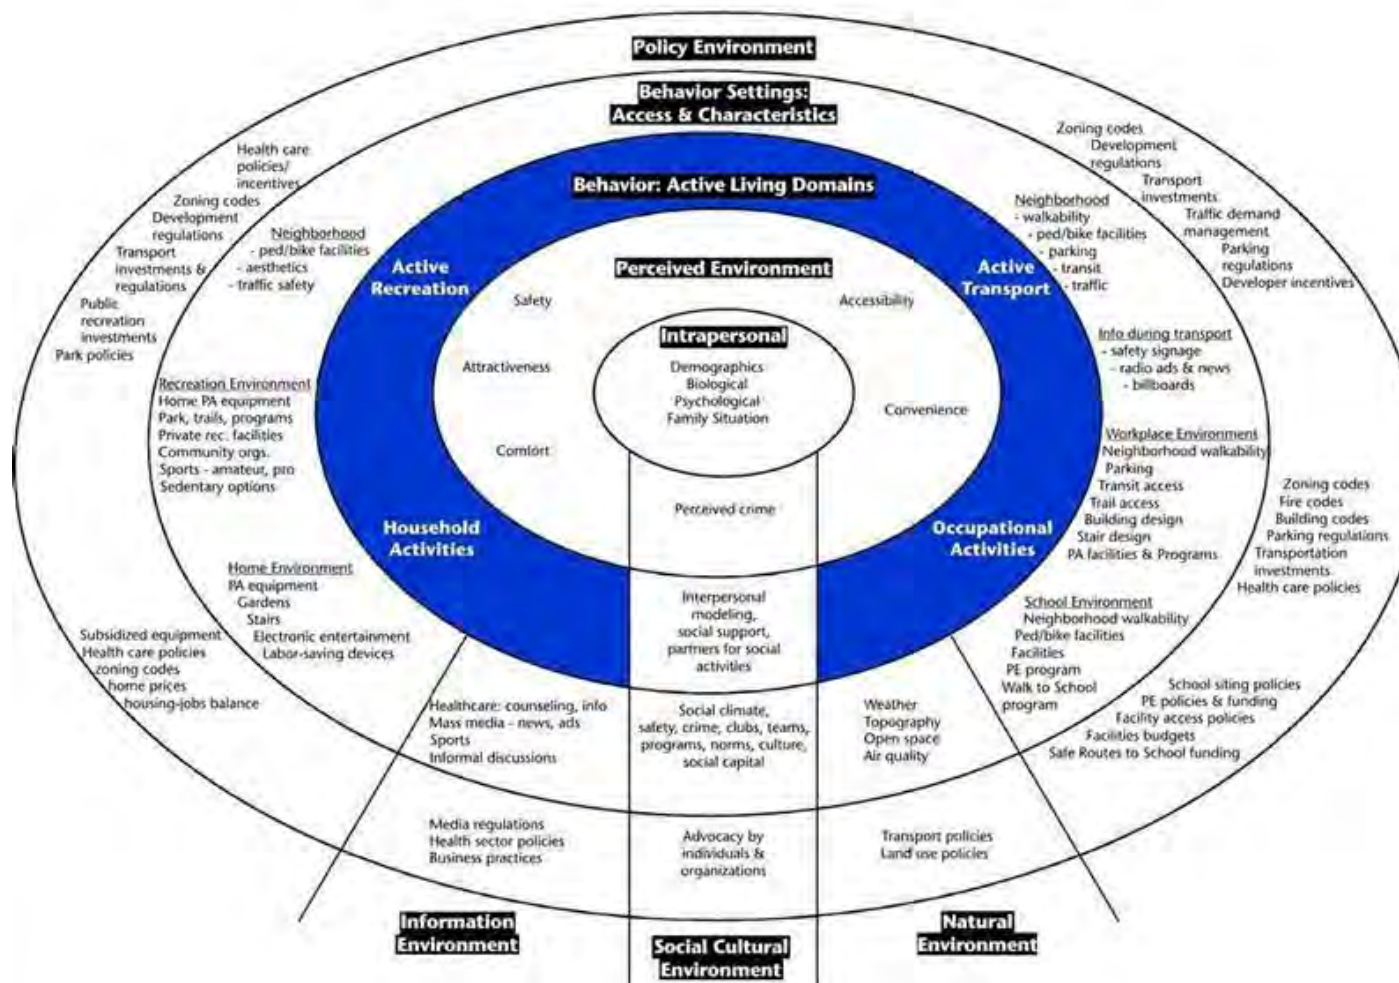 Policy Environment
Behavior Settings:
Access & Characteristics
Behavior: Active Living Domains
Active
Recreation
Active
Transport
Household
Activities
Occupational
Activities
Perceived Environment
Safety
Accessibility
Attractiveness
Convenience
Comfort
Perceived crime
Intrapersonal
Demographics
Biological
Psychological
Family Situation
Health care
policies/
incentives
Zoning codes
Development
regulations
Transport
investments &
regulations
Public
recreation
investments
Park policies
Neighborhood
- ped/bike facilities
- aesthetics
- traffic safety
Recreation Environment
Home PA equipment
Park, trails, programs
Private rec. facilities
Community orgs.
Sports - amateur, pro
Sedentary options
Home Environment
PA equipment
Gardens
Stairs
Electronic entertainment
Labor-saving devices
Subsidized equipment
Health care policies
zoning codes
home prices
housing-jobs balance
Zoning codes
Development
regulations
Transport
investments
Traffic demand
management
Parking
regulations
Developer incentives
Neighborhood
- walkability
- ped/bike facilities
- parking
- transit
- traffic
Info during transport
- safety signage
- radio ads & news
- billboards
Workplace Environment
Neighborhood walkability
Parking
Transit access
Trail access
Building design
Stair design
PA facilities & Programs
Zoning codes
Fire codes
Building codes
Parking regulations
Transportation
investments
Health care policies
School Environment
Neighborhood walkability
Ped/bike facilities
Facilities
PE program
Walk to School
program
School siting policies
PE policies & funding
Facility access policies
Facilities budgets
Safe Routes to School funding
Interpersonal
modeling,
social support,
partners for social
activities
Healthcare: counseling, info
Mass media - news, ads
Sports
Informal discussions
Social climate,
safety, crime, clubs, teams,
programs, norms, culture,
social capital
Weather
Topography
Open space
Air quality
Media regulations
Health sector policies
Business practices
Advocacy by
individuals &
organizations
Transport policies
Land use policies
Information
Environment
Social Cultural
Environment
Natural
Environment